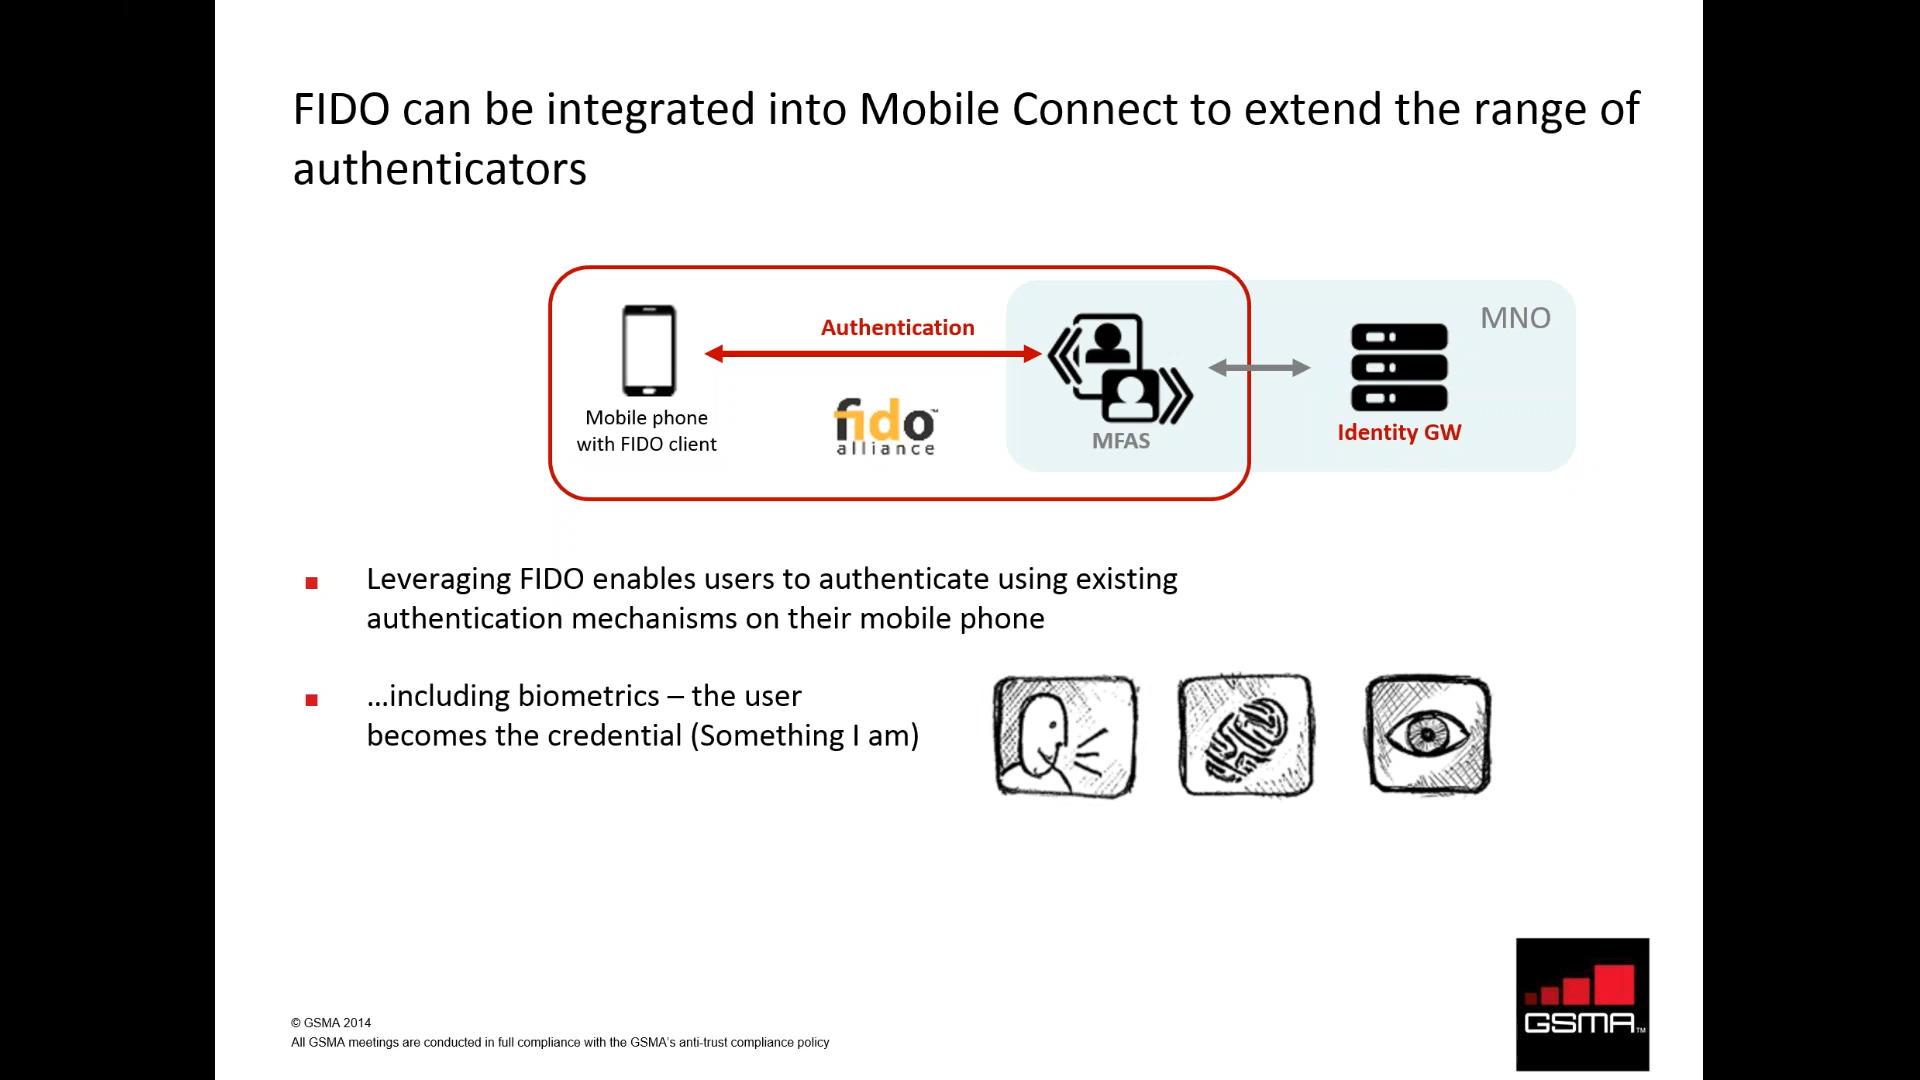 FIDO can be integrated into Mobile Connect to extend the range of
authenticators
MNO
Authentication
Mobile phone
with FIDO client
fido™
alliance
MFAS
Identity GW
Leveraging FIDO enables users to authenticate using existing
authentication mechanisms on their mobile phone
...including biometrics – the user
becomes the credential (Something I am)
GSMA™
© GSMA 2014
All GSMA meetings are conducted in full compliance with the GSMA's anti-trust compliance policy